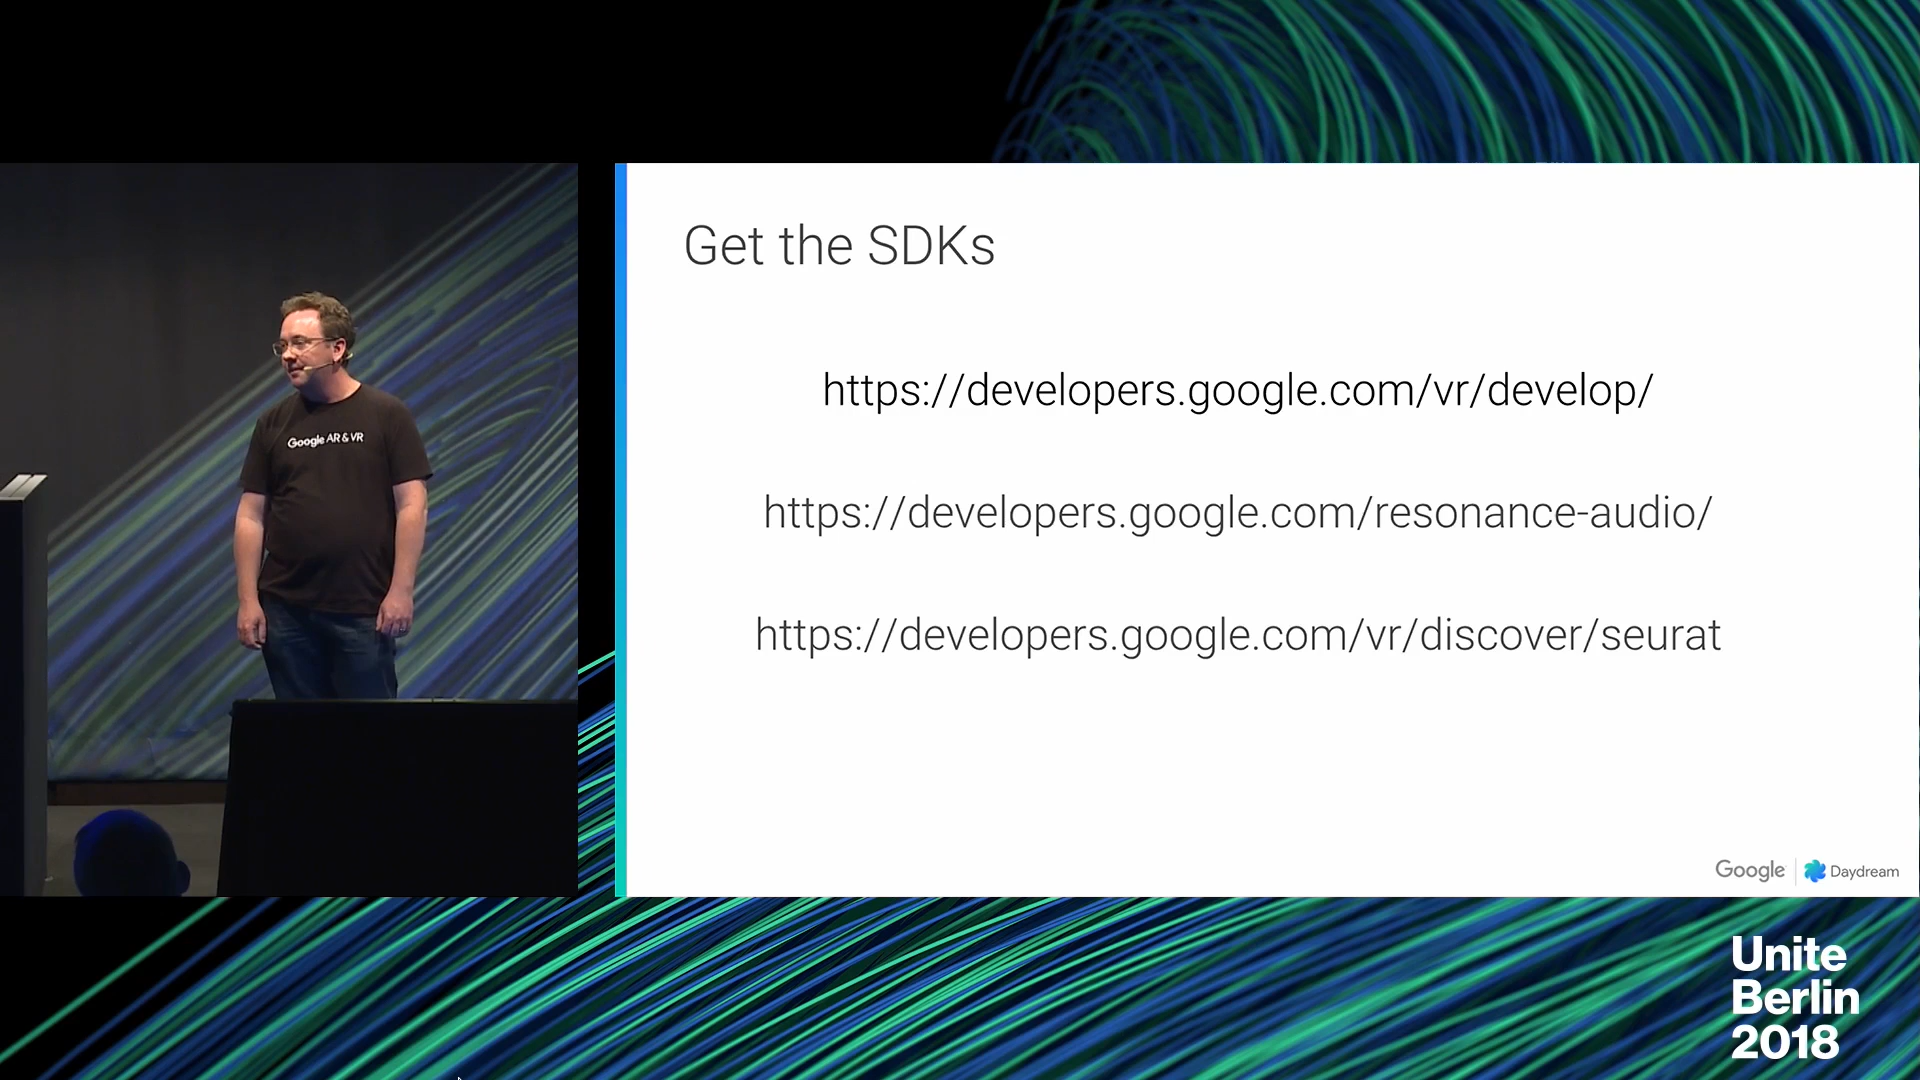 Get the SDKs
https://developers.google.com/vr/develop/
https://developers.google.com/resonance-audio/
https://developers.google.com/vr/discover/seurat
Google AR & VR
Google | Daydream
Unite
Berlin
2018